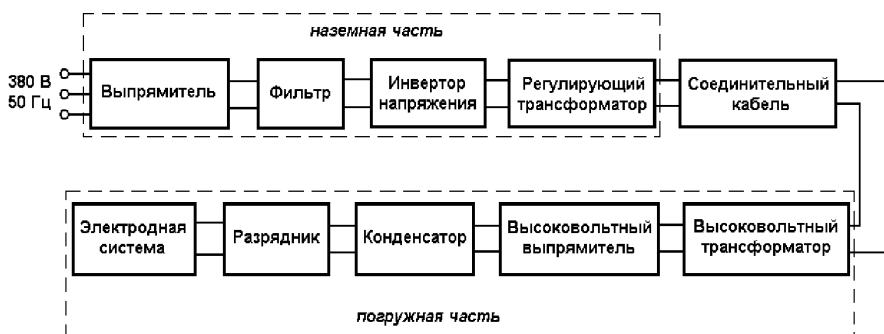 наземная часть
380 В
50 Гц
Выпрямитель
Фильтр
Инвертор
напряжения
Регулирующий
трансформатор
Соединительный
кабель
Электродная
система
Разрядник
Конденсатор
Высоковольтный
выпрямитель
Высоковольтный
трансформатор
погружная часть